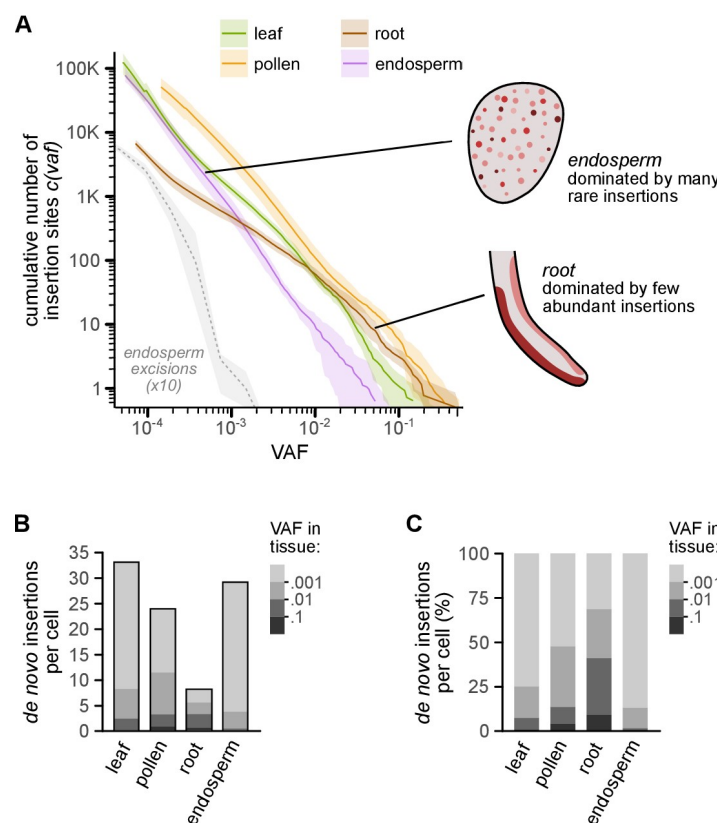 A
leaf
root
pollen
endosperm
cumulative number of
insertion sites c(vaf)
100K
10K
1K
100
10
1
endosperm
excisions
(x10)
10-4
10-3
10-2
10-1
VAF
endosperm
dominated by many
rare insertions
root
dominated by few
abundant insertions
B
VAF in
tissue:
.001
.01
.1
de novo insertions
per cell
35
30
25
20
15
10
5
0
leaf
pollen
root
endosperm
C
VAF in
tissue:
.001
.01
.1
de novo insertions
per cell (%)
100
75
50
25
0
leaf
pollen
root
endosperm